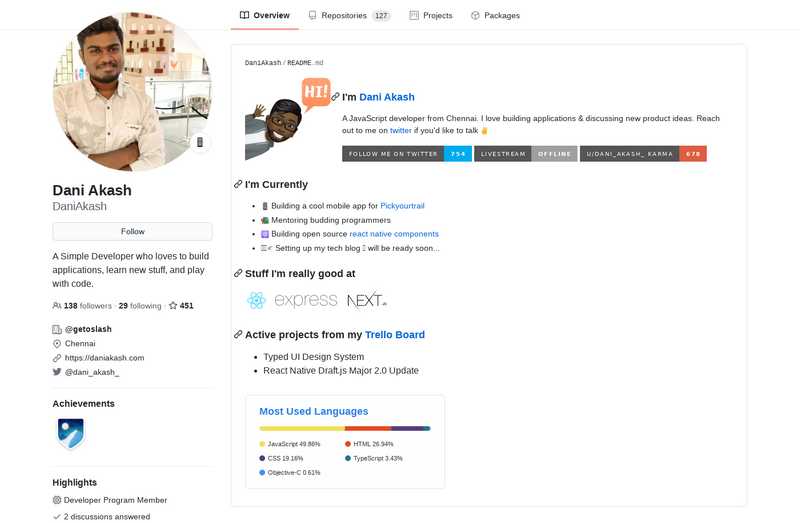 Overview
Repositories 127
Projects
Packages
Dani Akash
DaniAkash
Follow
A Simple Developer who loves to build
applications, learn new stuff, and play
with code.
138 followers · 29 following · 451
@getoslash
Chennai
https://daniakash.com
@dani_akash_
Achievements
Highlights
Developer Program Member
2 discussions answered
DaniAkash / README.md
HI!
I'm Dani Akash
A JavaScript developer from Chennai. I love building applications & discussing new product ideas. Reach
out to me on twitter if you'd like to talk ✌
FOLLOW ME ON TWITTER 754
LIVESTREAM OFFLINE
U/DANI_AKASH_ KARMA 678
I'm Currently
Building a cool mobile app for Pickyourtrail
Mentoring budding programmers
Building open source react native components
Setting up my tech blog will be ready soon...
Stuff I'm really good at
express NEXT.JS
Active projects from my Trello Board
Typed UI Design System
React Native Draft.js Major 2.0 Update
Most Used Languages
JavaScript 49.86% HTML 26.94%
CSS 19.16% TypeScript 3.43%
Objective-C 0.61%